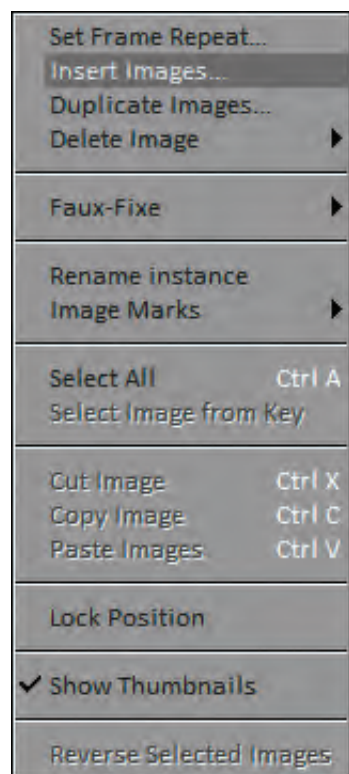 Set Frame Repeat...
Insert Images...
Duplicate Images...
Delete Image
Faux-Fixe
Rename instance
Image Marks
Select All Ctrl A
Select Image from Key
Cut Image Ctrl X
Copy Image Ctrl C
Paste Images Ctrl V
Lock Position
Show Thumbnails
Reverse Selected Images